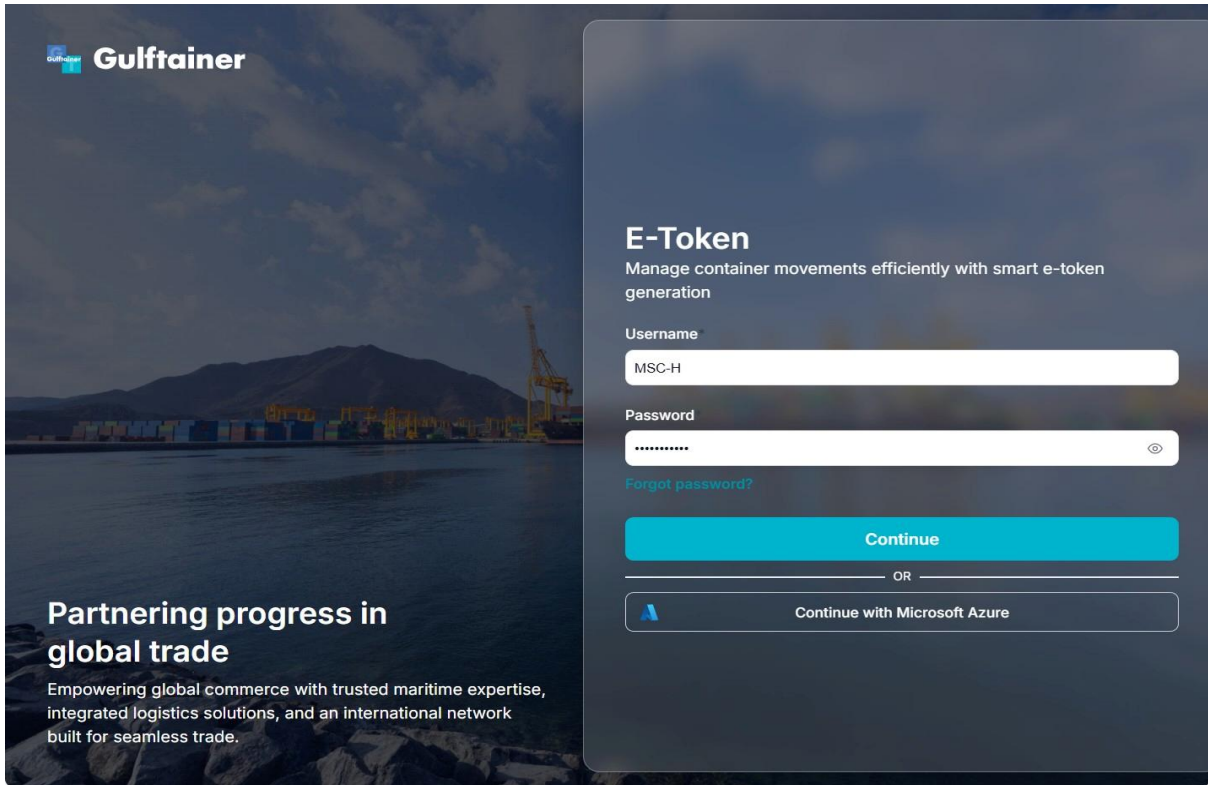 Gulftainer
Gulftainer
E-Token
Manage container movements efficiently with smart e-token
generation
Username*
MSC-H
Password
•••••••••••
Forgot password?
Continue
OR
Continue with Microsoft Azure
Partnering progress in
global trade
Empowering global commerce with trusted maritime expertise,
integrated logistics solutions, and an international network
built for seamless trade.